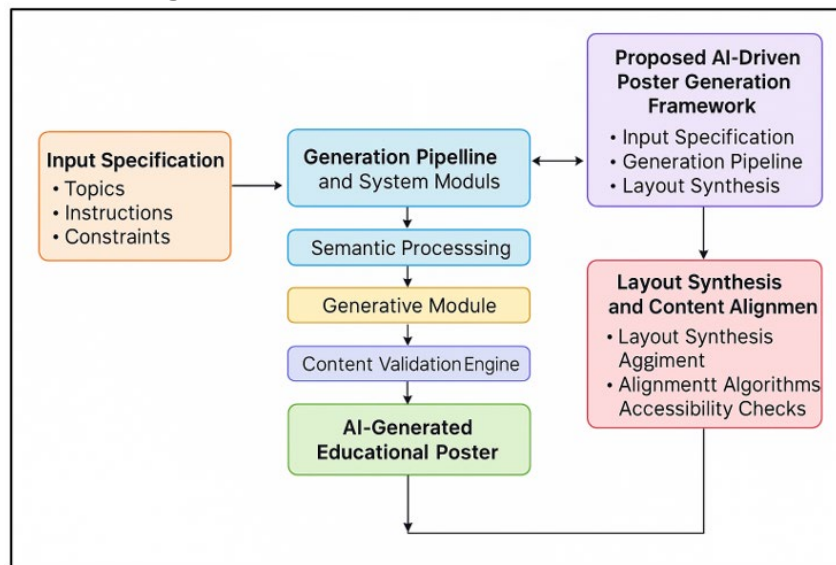 Input Specification
• Topics
• Instructions
• Constraints
Generation Pipelline
and System Moduls
Semantic Processsing
Generative Module
Content Validation Engine
AI-Generated
Educational Poster
Proposed AI-Driven
Poster Generation
Framework
• Input Specification
• Generation Pipeline
• Layout Synthesis
Layout Synthesis
and Content Alignmen
• Layout Synthesis
Aggiment
• Alignmentt Algorithms
Accessibility Checks